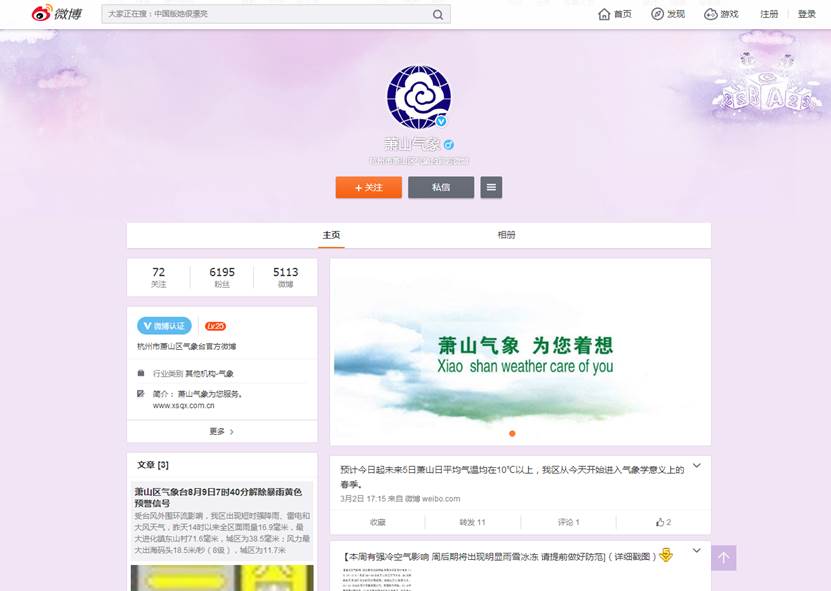 微博
大家正在搜：中国版她很漂亮
首页
发现
游戏
注册
登录
萧山气象
+ 关注
私信
主页
相册
72
关注
6195
粉丝
5113
微博
V 微博认证
Lv.20
杭州市萧山区气象台官方微博
行业类别 其他机构-气象
简介： 萧山气象为您服务。
www.xsqx.com.cn
更多 >
文章 [3]
萧山区气象台8月9日7时40分解除暴雨黄色
预警信号
受台风外围环流影响，我区出现短时强降雨、雷电和
大风天气，昨天14时以来全区面雨量16.9毫米，最
大进化镇东山村71.6毫米，城区为38.5毫米；风力最
大出海码头18.5米/秒（8级），城区为11.7米
萧山气象 为您着想
Xiao shan weather care of you
预计今日起未来5日萧山日平均气温均在10℃以上，我区从今天开始进入气象学意义上的
春季。
3月2日 17:15 来自 微博 weibo.com
收藏
转发 11
评论 1
2
【本周有强冷空气影响 周后期将出现明显雨雪冰冻 请提前做好防范】（详细戳图）